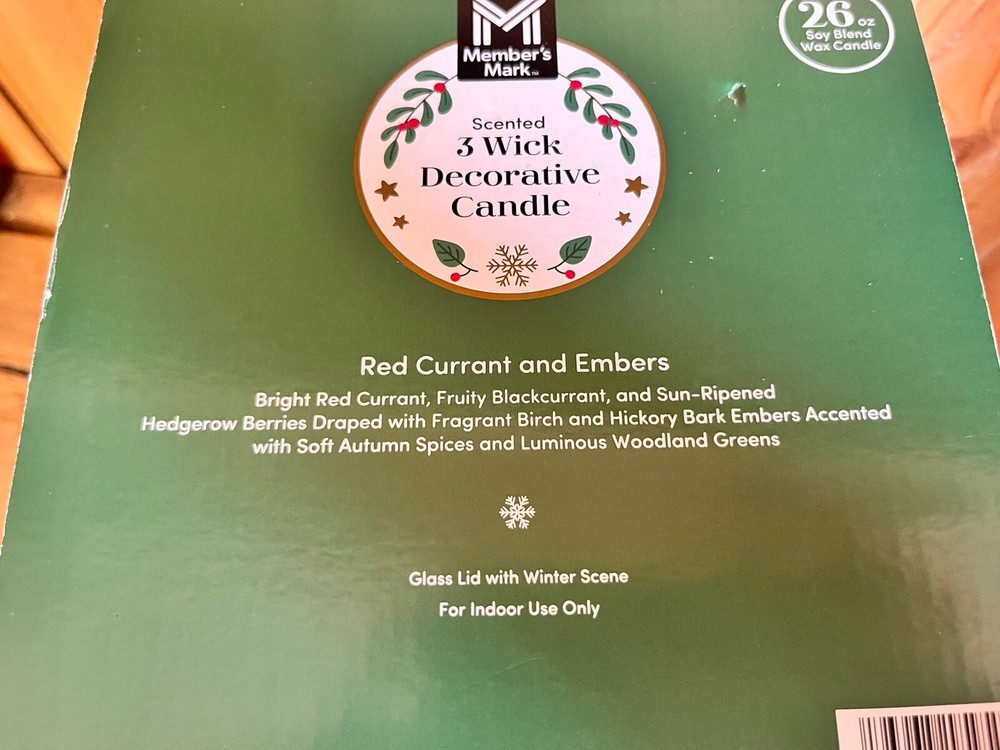 26 oz
Soy Blend
Wax Candle
Member's
Mark™
Scented
3 Wick
Decorative
Candle
Red Currant and Embers
Bright Red Currant, Fruity Blackcurrant, and Sun-Ripened
Hedgerow Berries Draped with Fragrant Birch and Hickory Bark Embers Accented
with Soft Autumn Spices and Luminous Woodland Greens
Glass Lid with Winter Scene
For Indoor Use Only